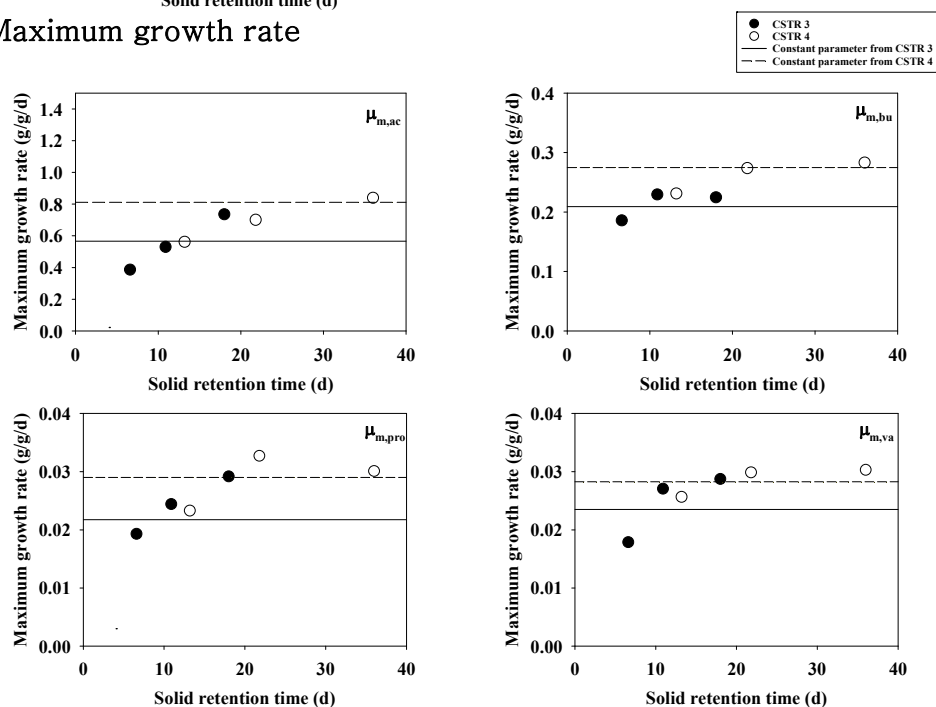 Solid retention time (d)
Maximum growth rate
CSTR 3
CSTR 4
Constant parameter from CSTR 3
Constant parameter from CSTR 4
Maximum growth rate (g/g/d)
1.4
1.2
1.0
0.8
0.6
0.4
0.2
0.0
μm,ac
0 10 20 30 40
Solid retention time (d)
Maximum growth rate (g/g/d)
0.4
0.3
0.2
0.1
0.0
μm,bu
0 10 20 30 40
Solid retention time (d)
Maximum growth rate (g/g/d)
0.04
0.03
0.02
0.01
0.00
μm,pro
0 10 20 30 40
Solid retention time (d)
Maximum growth rate (g/g/d)
0.04
0.03
0.02
0.01
0.00
μm,va
0 10 20 30 40
Solid retention time (d)